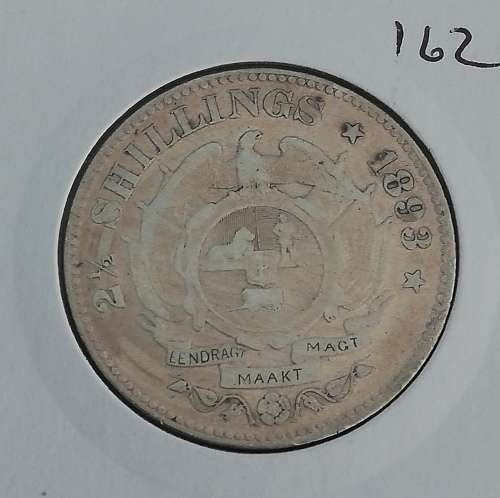 162
2½ SHILLINGS ☆ 1893 ☆
EENDRAGT
MAAKT
MAGT